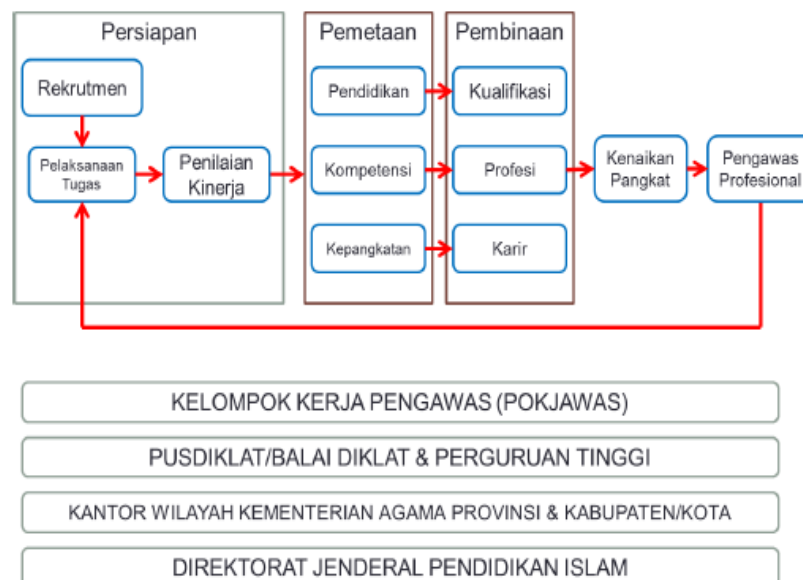 Persiapan
Rekrutmen
Pelaksanaan
Tugas
Penilaian
Kinerja
Pemetaan
Pendidikan
Kompetensi
Kepangkatan
Pembinaan
Kualifikasi
Profesi
Karir
Kenaikan
Pangkat
Pengawas
Profesional
KELOMPOK KERJA PENGAWAS (POKJAWAS)
PUSDIKLAT/BALAI DIKLAT & PERGURUAN TINGGI
KANTOR WILAYAH KEMENTERIAN AGAMA PROVINSI & KABUPATEN/KOTA
DIREKTORAT JENDERAL PENDIDIKAN ISLAM